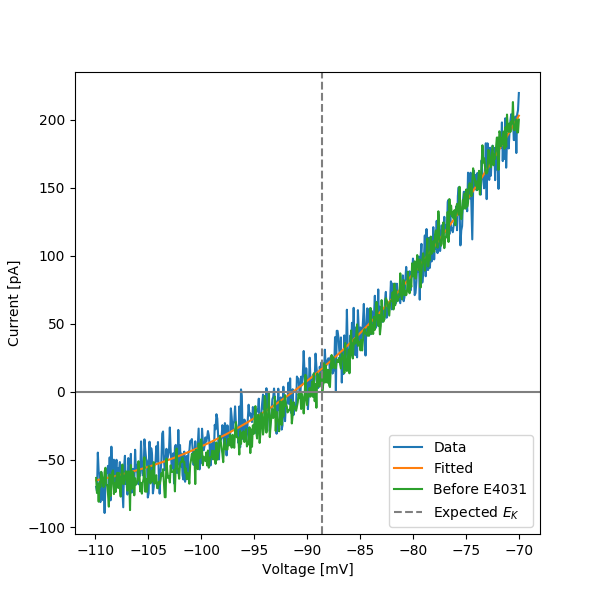 200
150
100
50
0
−50
−100
Current [pA]
Data
Fitted
Before E4031
Expected $E_K$
−110 −105 −100 −95 −90 −85 −80 −75 −70
Voltage [mV]